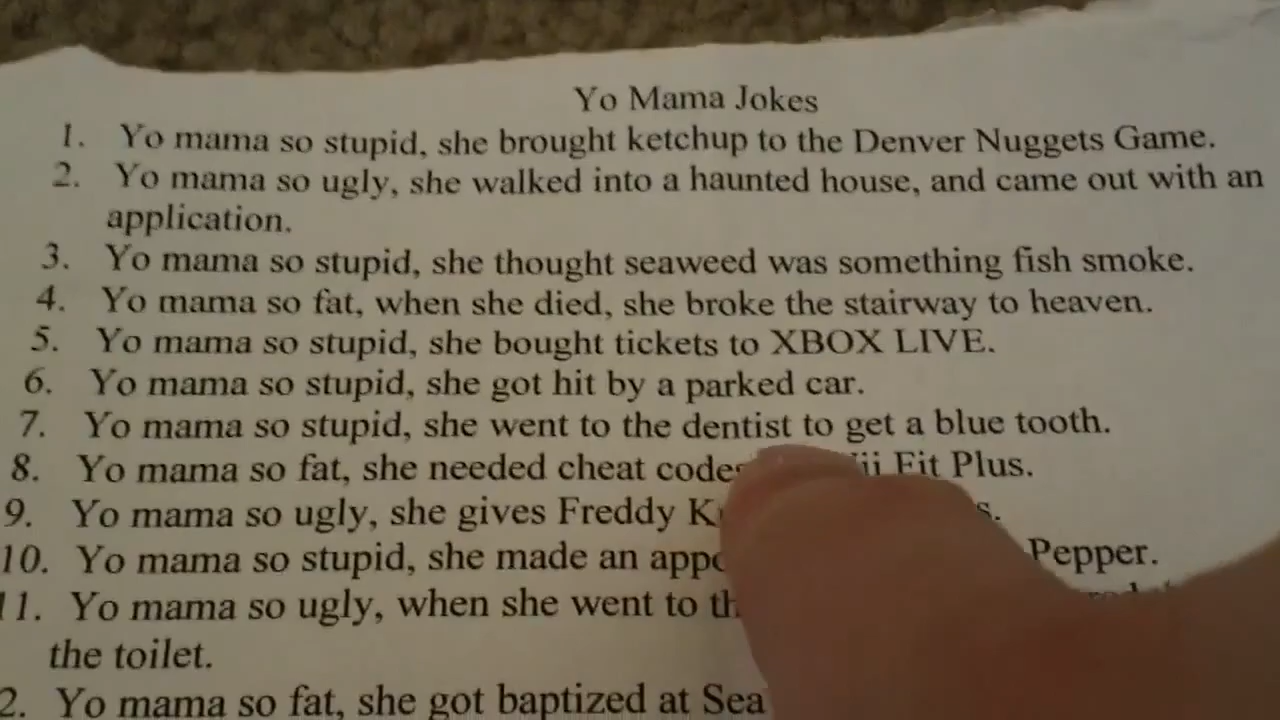 Yo Mama Jokes
1. Yo mama so stupid, she brought ketchup to the Denver Nuggets Game.
2. Yo mama so ugly, she walked into a haunted house, and came out with an
application.
3. Yo mama so stupid, she thought seaweed was something fish smoke.
4. Yo mama so fat, when she died, she broke the stairway to heaven.
5. Yo mama so stupid, she bought tickets to XBOX LIVE.
6. Yo mama so stupid, she got hit by a parked car.
7. Yo mama so stupid, she went to the dentist to get a blue tooth.
8. Yo mama so fat, she needed cheat Fit Plus.
9. Yo mama so ugly, she gives Freddy
10. Yo mama so stupid, she made an Pepper.
11. Yo mama so ugly, when she went to
the toilet.
2. Yo mama so fat, she got baptized at Sea